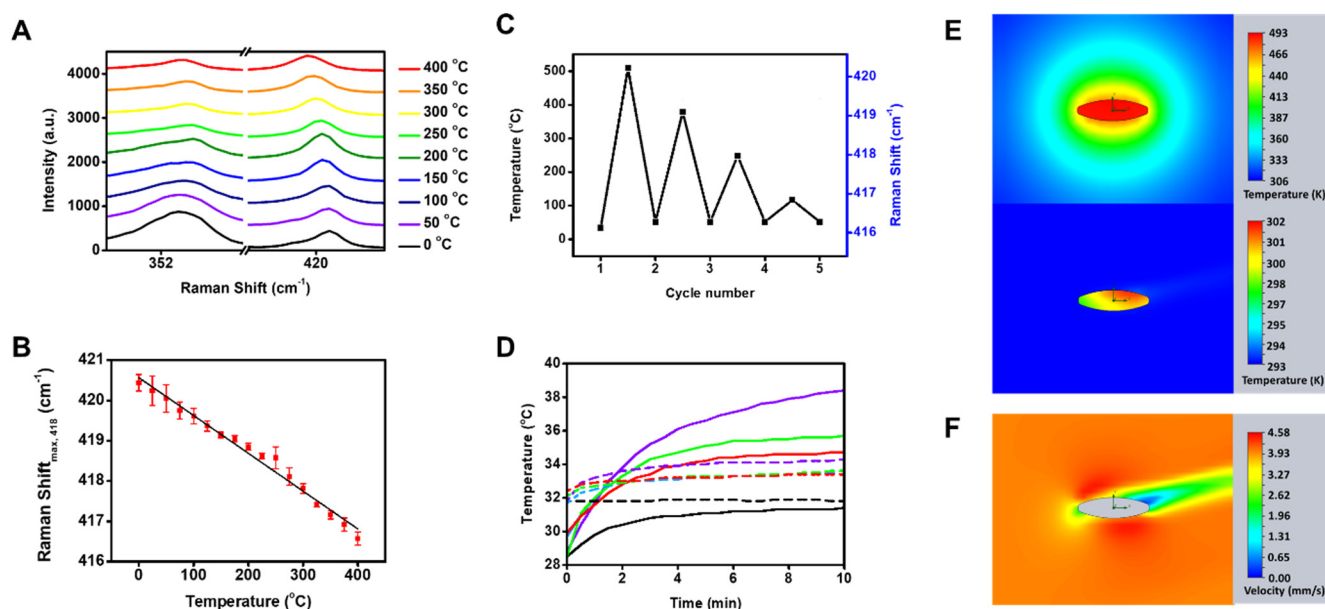 A
Intensity (a.u.)
4000
3000
2000
1000
0
352
420
Raman Shift (cm⁻¹)
400 °C
350 °C
300 °C
250 °C
200 °C
150 °C
100 °C
50 °C
0 °C
B
Raman Shift max, 418 (cm⁻¹)
421
420
419
418
417
416
0
100
200
300
400
Temperature (°C)
C
Temperature (°C)
500
400
300
200
100
0
1
2
3
4
5
Cycle number
420
419
418
417
416
Raman Shift (cm⁻¹)
D
Temperature (°C)
40
38
36
34
32
30
28
0
2
4
6
8
10
Time (min)
E
493
466
440
413
387
360
333
306
Temperature (K)
302
301
300
298
297
295
294
293
Temperature (K)
F
4.58
3.93
3.27
2.62
1.96
1.31
0.65
0.00
Velocity (mm/s)